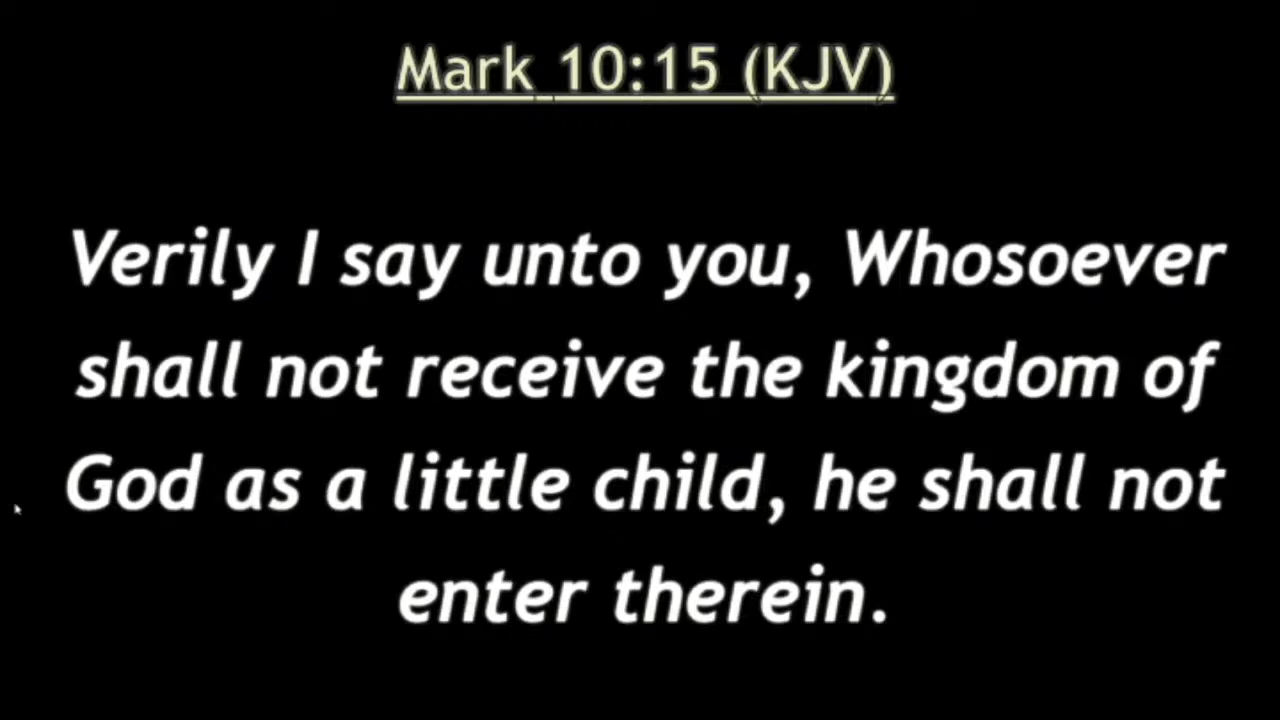 Mark 10:15 (KJV)
Verily I say unto you, Whosoever
shall not receive the kingdom of
God as a little child, he shall not
enter therein.